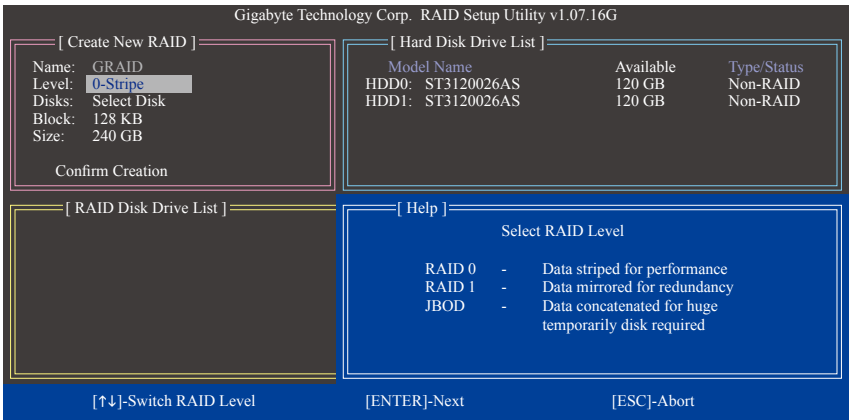 Gigabyte Technology Corp. RAID Setup Utility v1.07.16G
[ Create New RAID ]
Name: GRAID
Level: 0-Stripe
Disks: Select Disk
Block: 128 KB
Size: 240 GB
Confirm Creation
[ Hard Disk Drive List ]
Model Name Available Type/Status
HDD0: ST3120026AS 120 GB Non-RAID
HDD1: ST3120026AS 120 GB Non-RAID
[ RAID Disk Drive List ]
[ Help ]
Select RAID Level
RAID 0 - Data striped for performance
RAID 1 - Data mirrored for redundancy
JBOD - Data concatenated for huge
temporarily disk required
[↑↓]-Switch RAID Level [ENTER]-Next [ESC]-Abort